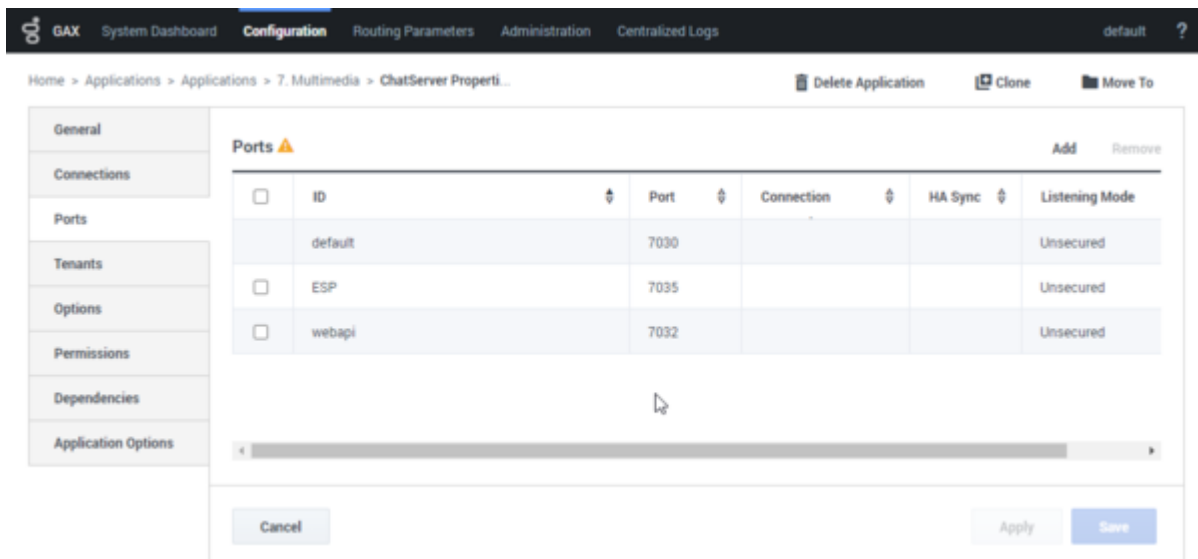 GAX System Dashboard Configuration Routing Parameters Administration Centralized Logs default ?
Home > Applications > Applications > 7. Multimedia > ChatServer Properti... Delete Application Clone Move To
General
Connections
Ports
Tenants
Options
Permissions
Dependencies
Application Options
Ports Add Remove
ID Port Connection HA Sync Listening Mode
default 7030 Unsecured
ESP 7035 Unsecured
webapi 7032 Unsecured
Cancel Apply Save